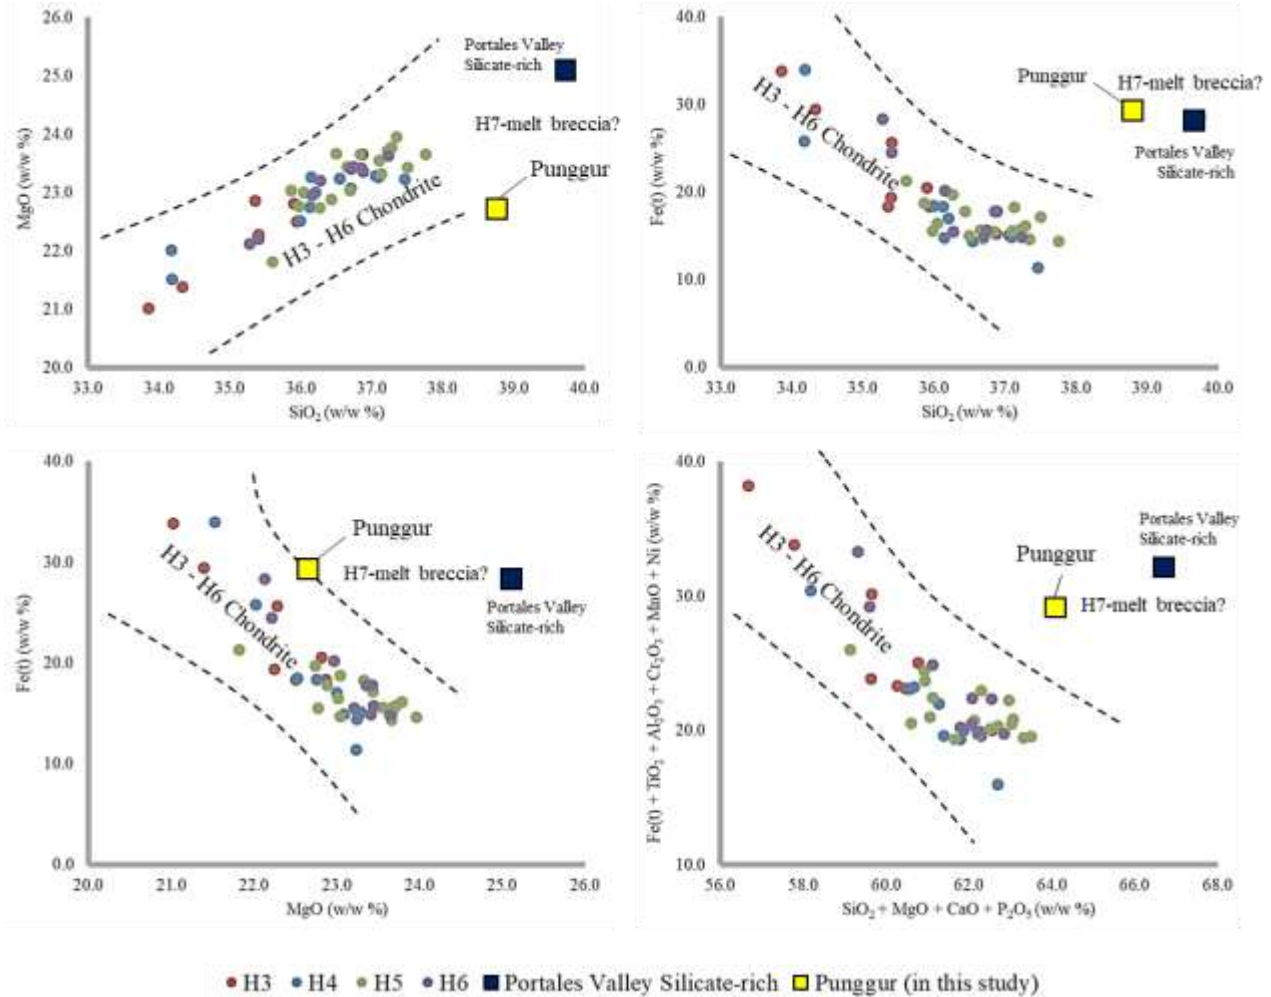 26.0
25.0
24.0
23.0
22.0
21.0
20.0
MgO (w/w %)
Portales Valley
Silicate-rich
H7-melt breccia?
Punggur
H3 - H6 Chondrite
33.0 34.0 35.0 36.0 37.0 38.0 39.0 40.0
SiO₂ (w/w %)
40.0
30.0
20.0
10.0
0.0
Fe(t) (w/w %)
Punggur
H7-melt breccia?
H3 - H6 Chondrite
Portales Valley
Silicate-rich
33.0 34.0 35.0 36.0 37.0 38.0 39.0 40.0
SiO₂ (w/w %)
40.0
30.0
20.0
10.0
0.0
Fe(t) (w/w %)
Punggur
H7-melt breccia?
H3 - H6 Chondrite
Portales Valley
Silicate-rich
20.0 21.0 22.0 23.0 24.0 25.0 26.0
MgO (w/w %)
40.0
30.0
20.0
10.0
Fe(t) + TiO₂ + Al₂O₃ + Cr₂O₃ + MnO + Ni (w/w %)
Portales Valley
Silicate-rich
Punggur
H7-melt breccia?
H3 - H6 Chondrite
56.0 58.0 60.0 62.0 64.0 66.0 68.0
SiO₂ + MgO + CaO + P₂O₅ (w/w %)
H3 H4 H5 H6 Portales Valley Silicate-rich Punggur (in this study)